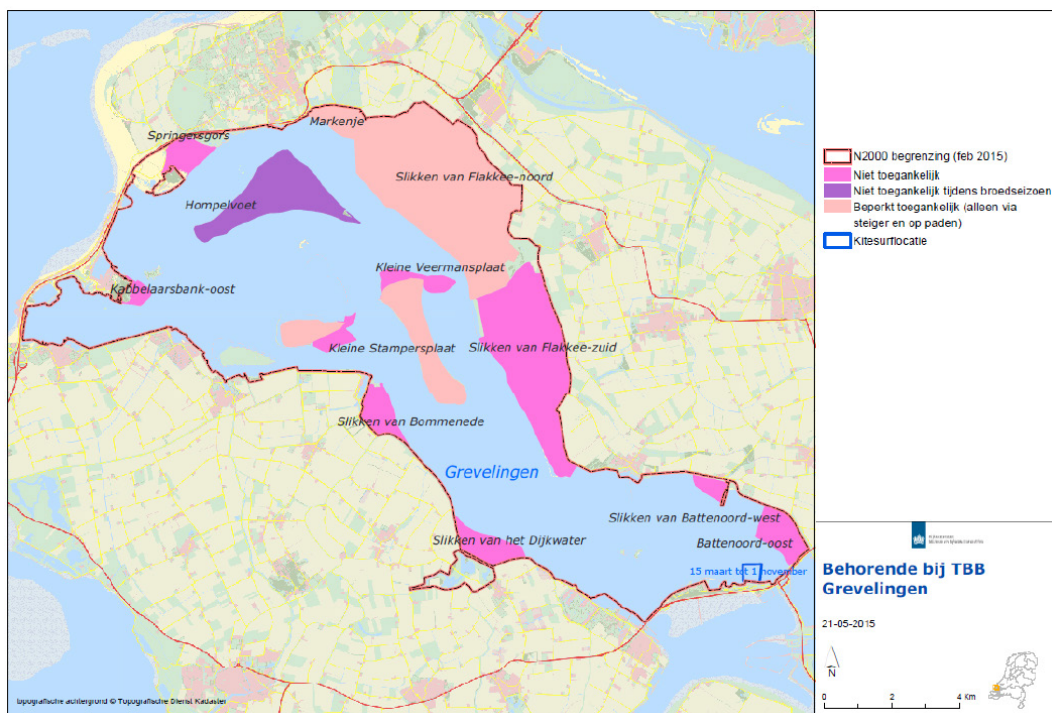 Springersgors
Markenje
Slikken van Flakkee-noord
Hompelvoet
Kleine Veermansplaat
Kabbelaarsbank-oost
Kleine Stampersplaat
Slikken van Flakkee-zuid
Slikken van Bommenede
Grevelingen
Slikken van Battenoord-west
Slikken van het Dijkwater
Battenoord-oost
15 maart tot 1 november
topografische achtergrond © Topografische Dienst Kadaster
N2000 begrenzing (feb 2015)
Niet toegankelijk
Niet toegankelijk tijdens broedseizoen
Beperkt toegankelijk (alleen via
steiger en op paden)
Kitesurflocatie
Behorende bij TBB
Grevelingen
21-05-2015
N
0 2 4 Km